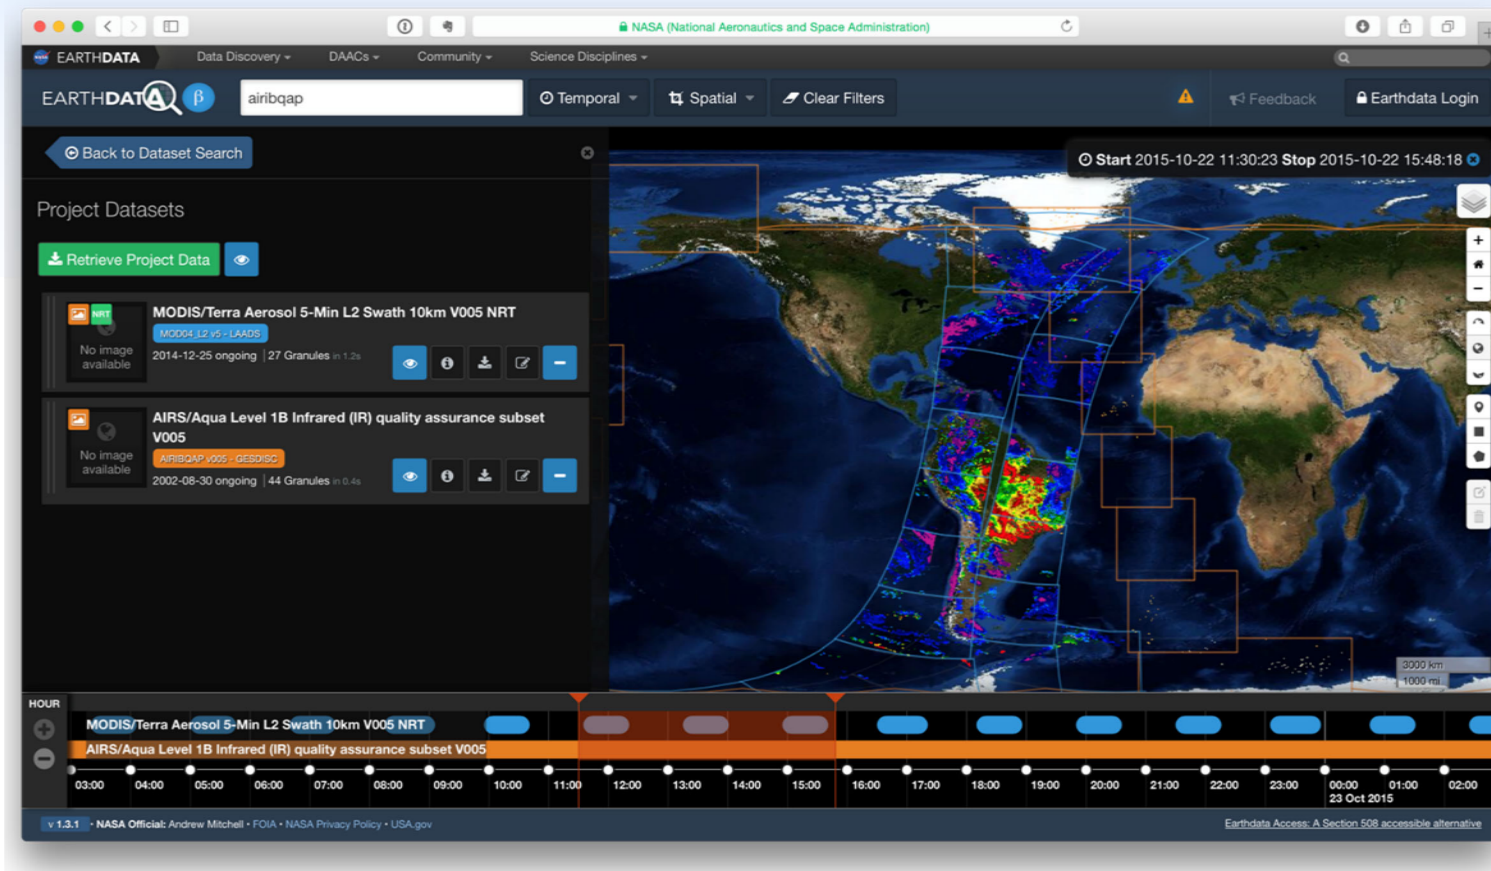 NASA (National Aeronautics and Space Administration)
EARTHDATA Data Discovery DAACs Community Science Disciplines
EARTHDATA β airibqap Temporal Spatial Clear Filters Feedback Earthdata Login
Back to Dataset Search
Start 2015-10-22 11:30:23 Stop 2015-10-22 15:48:18
Project Datasets
Retrieve Project Data
NRT
No image available
MODIS/Terra Aerosol 5-Min L2 Swath 10km V005 NRT
MOD04_L2 v5 - LAADS
2014-12-25 ongoing | 27 Granules in 1.2s
No image available
AIRS/Aqua Level 1B Infrared (IR) quality assurance subset
V005
AIRIBQAP v005 - GESDISC
2002-08-30 ongoing | 44 Granules in 0.4s
3000 km
1000 mi
HOUR
MODIS/Terra Aerosol 5-Min L2 Swath 10km V005 NRT
AIRS/Aqua Level 1B Infrared (IR) quality assurance subset V005
03:00 04:00 05:00 06:00 07:00 08:00 09:00 10:00 11:00 12:00 13:00 14:00 15:00 16:00 17:00 18:00 19:00 20:00 21:00 22:00 23:00 00:00 01:00 02:00
23 Oct 2015
v 1.3.1 • NASA Official: Andrew Mitchell • FOIA • NASA Privacy Policy • USA.gov
Earthdata Access: A Section 508 accessible alternative